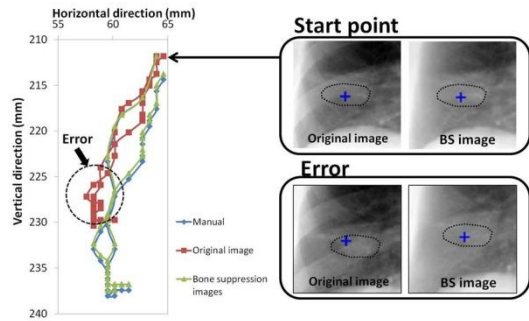 Horizontal direction (mm)
55 60 65
Vertical direction (mm)
210
215
220
225
230
235
240
Error
Manual
Original image
Bone suppression
images
Start point
Original image
BS image
Error
Original image
BS image